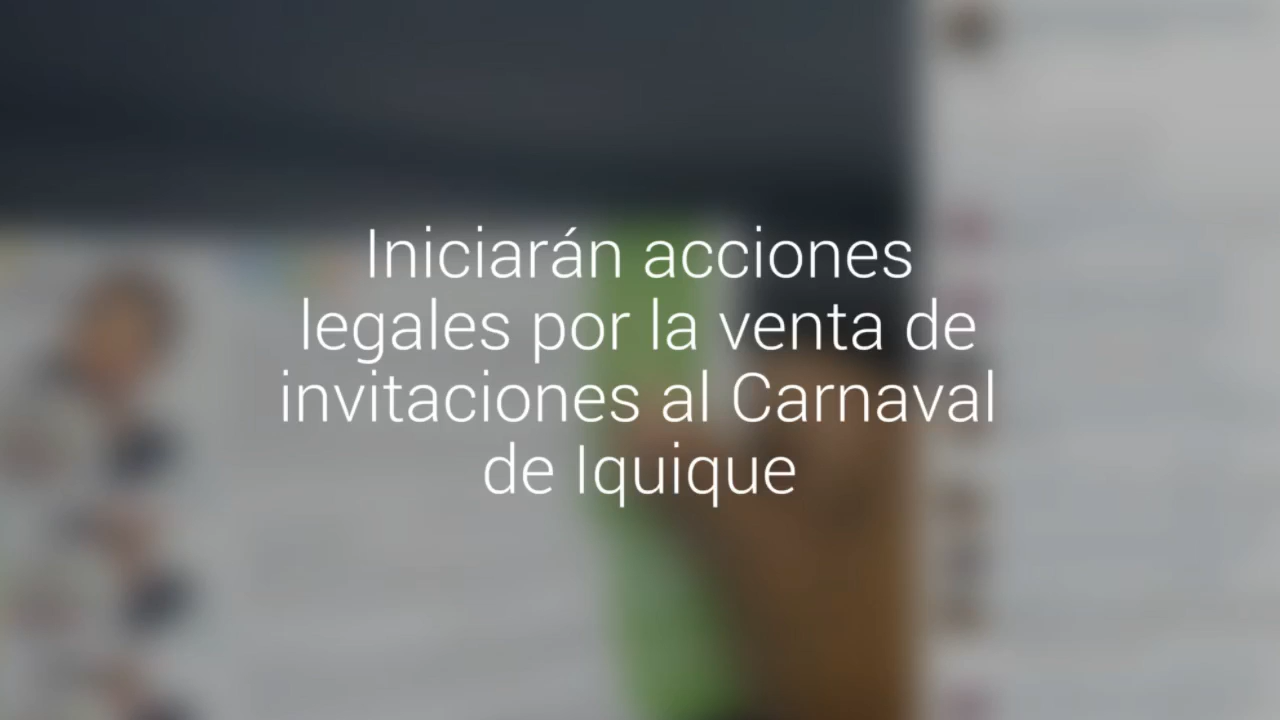 Iniciarán acciones
legales por la venta de
invitaciones al Carnaval
de Iquique